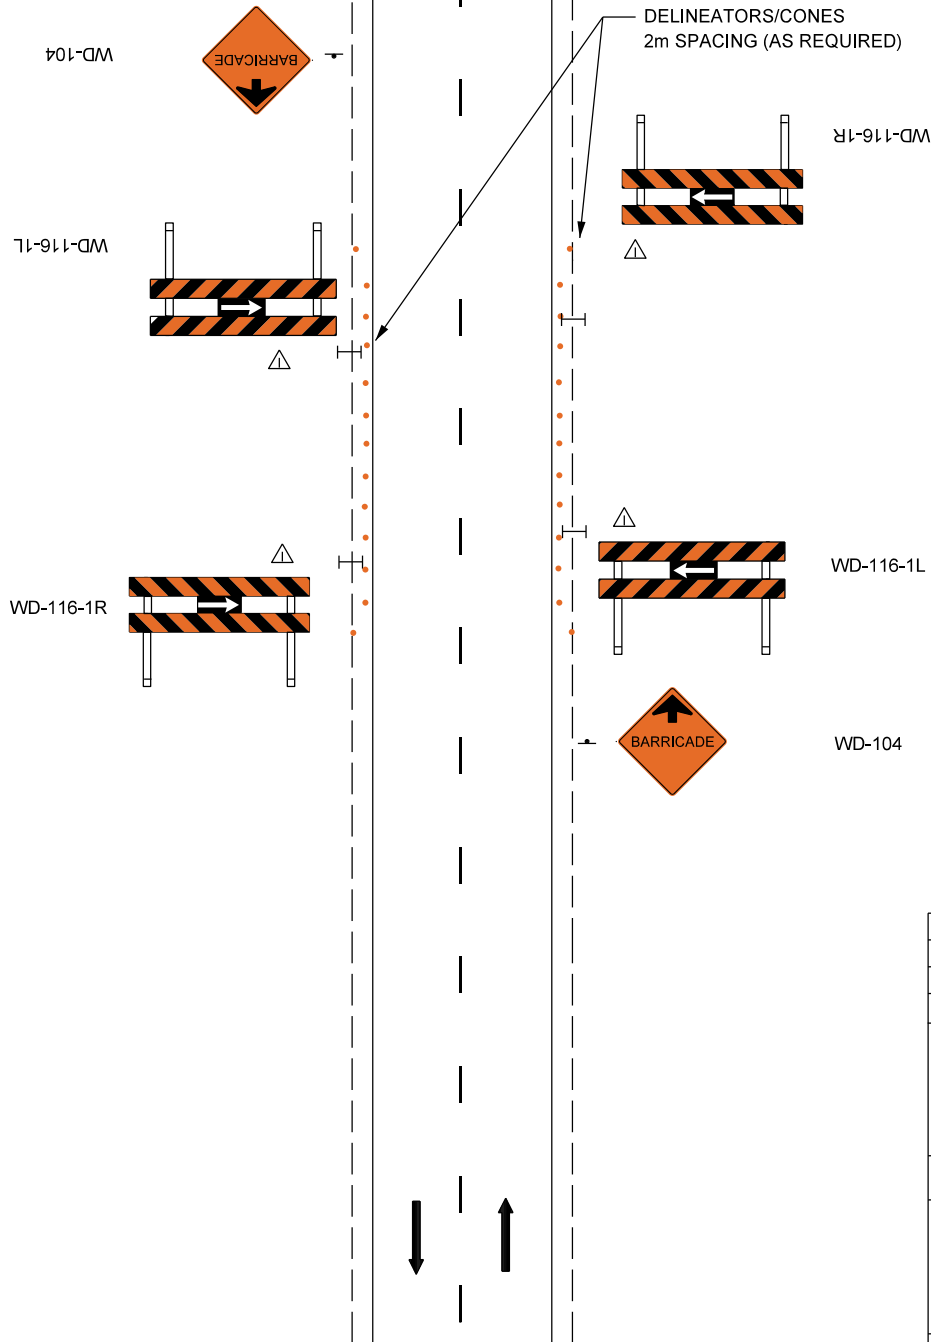 DELINEATORS/CONES
2m SPACING (AS REQUIRED)
WD-104
BARRICADE
WD-116-1R
WD-116-1L
WD-116-1L
WD-116-1R
BARRICADE
WD-104